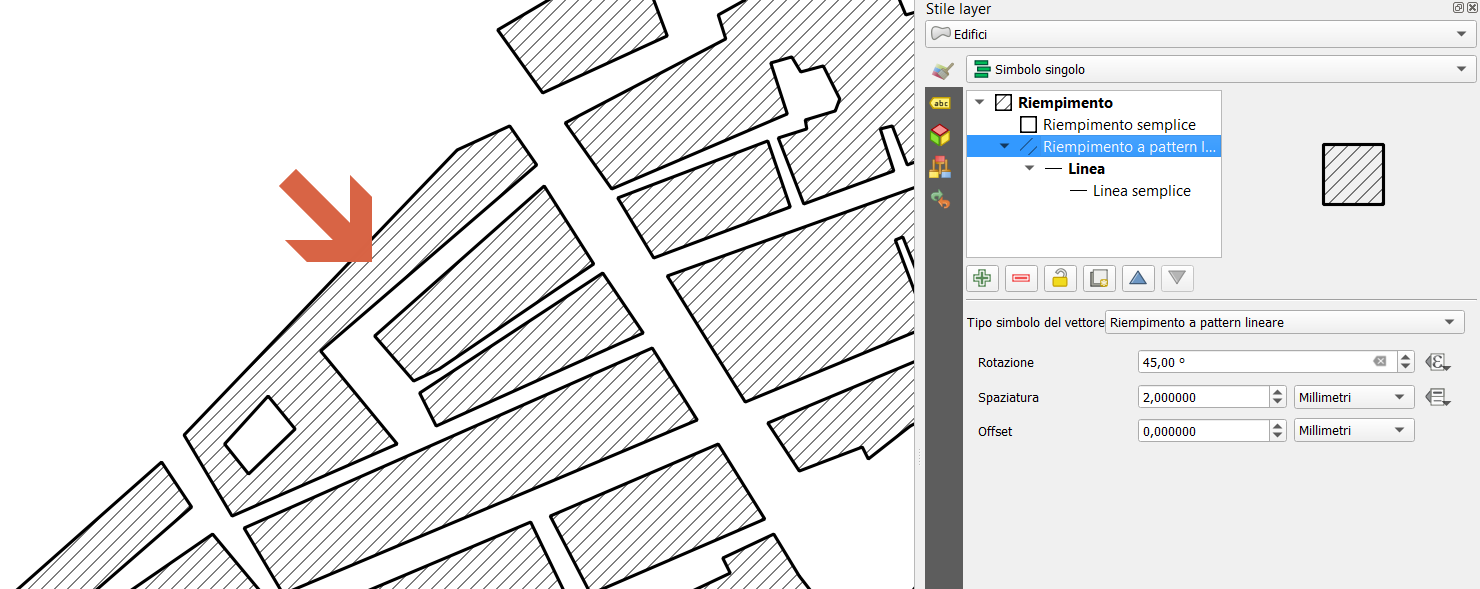 Stile layer
Edifici
Simbolo singolo
abc
Riempimento
Riempimento semplice
Riempimento a pattern l...
Linea
Linea semplice
Tipo simbolo del vettore Riempimento a pattern lineare
Rotazione 45,00 °
Spaziatura 2,000000 Millimetri
Offset 0,000000 Millimetri